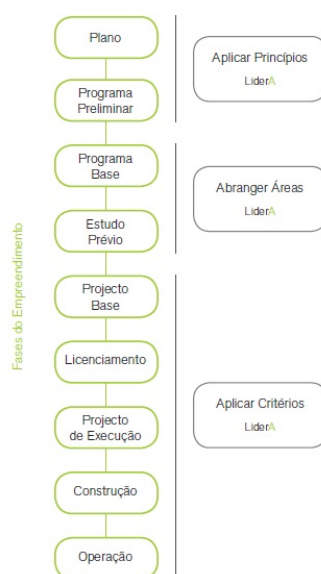 Fases do Empreendimento
Plano
Programa
Preliminar
Aplicar Princípios
LiderA
Programa
Base
Estudo
Prévio
Abranger Áreas
LiderA
Projecto
Base
Licenciamento
Projecto
de Execução
Construção
Operação
Aplicar Critérios
LiderA